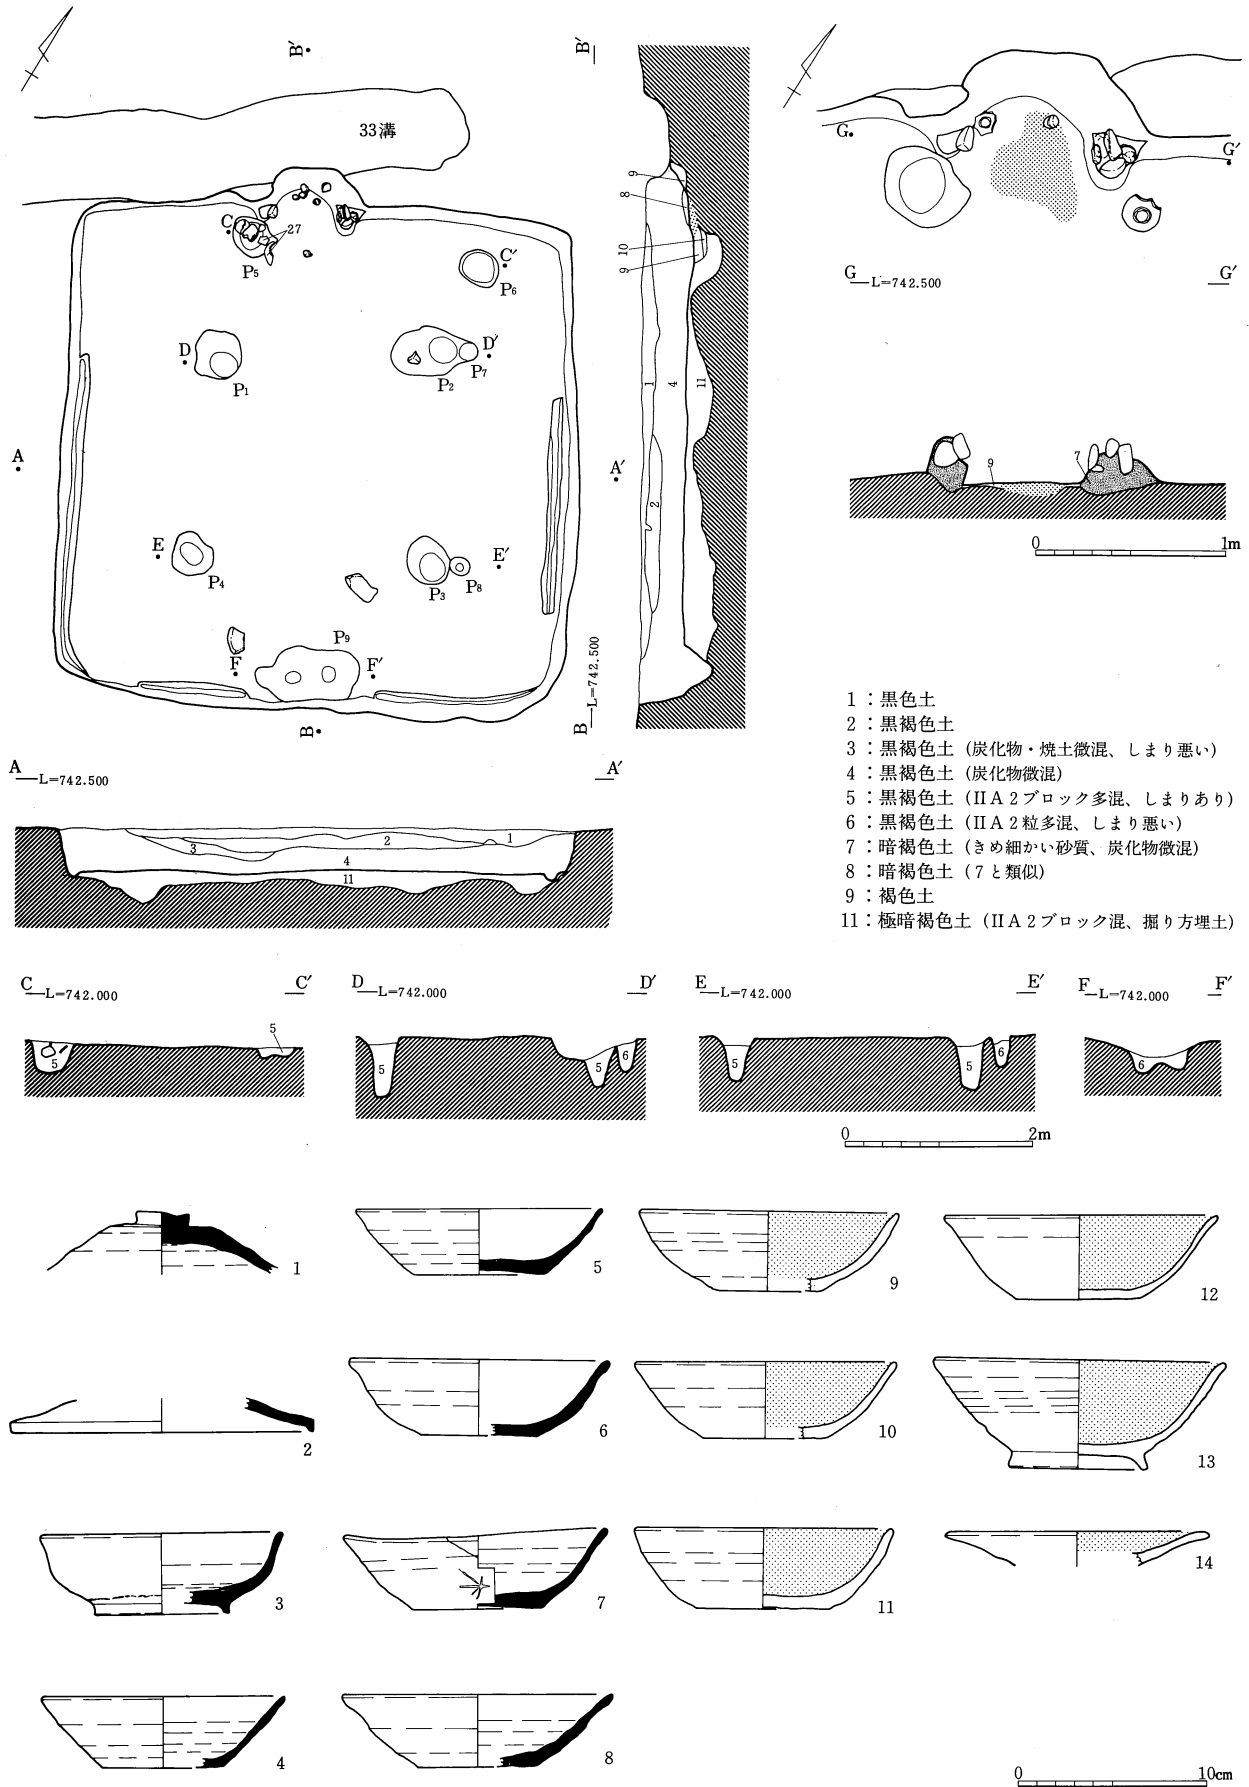 B′
B′
33溝
G
G′
C
27
P5
C′
P6
G L=742.500 G′
D
P1
P2
D′
P7
9
8
10
9
1
4
11
2
A
A′
9
7
0 1m
E
P4
P3
P8
E′
P9
F
F′
B
B L=742.500
A L=742.500 A′
1
2
3
4
11
1:黒色土
2:黒褐色土
3:黒褐色土(炭化物・焼土微混、しまり悪い)
4:黒褐色土(炭化物微混)
5:黒褐色土(ⅡA2ブロック多混、しまりあり)
6:黒褐色土(ⅡA2粒多混、しまり悪い)
7:暗褐色土(きめ細かい砂質、炭化物微混)
8:暗褐色土(7と類似)
9:褐色土
11:極暗褐色土(ⅡA2ブロック混、掘り方埋土)
C L=742.000 C′
D L=742.000 D′
E L=742.000 E′
F L=742.000 F′
5
5
5
5
6
5
5
6
6
0 2m
1
5
9
12
2
6
10
13
3
7
11
14
4
8
0 10cm